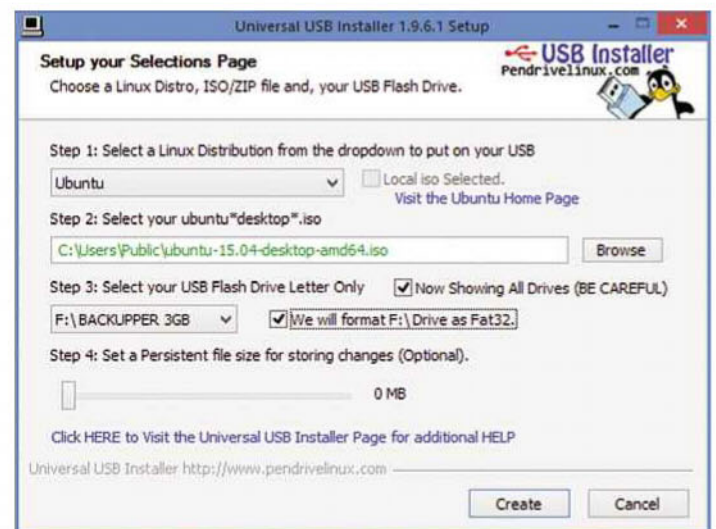 Universal USB Installer 1.9.6.1 Setup
Setup your Selections Page
Choose a Linux Distro, ISO/ZIP file and, your USB Flash Drive.
USB Installer
Pendrivelinux.com
Step 1: Select a Linux Distribution from the dropdown to put on your USB
Ubuntu
Local iso Selected.
Visit the Ubuntu Home Page
Step 2: Select your ubuntu*desktop*.iso
C:\Users\Public\ubuntu-15.04-desktop-amd64.iso
Browse
Step 3: Select your USB Flash Drive Letter Only
Now Showing All Drives (BE CAREFUL)
F:\BACKUPPER 3GB
We will format F:\Drive as Fat32.
Step 4: Set a Persistent file size for storing changes (Optional).
0 MB
Click HERE to Visit the Universal USB Installer Page for additional HELP
Universal USB Installer http://www.pendrivelinux.com
Create
Cancel